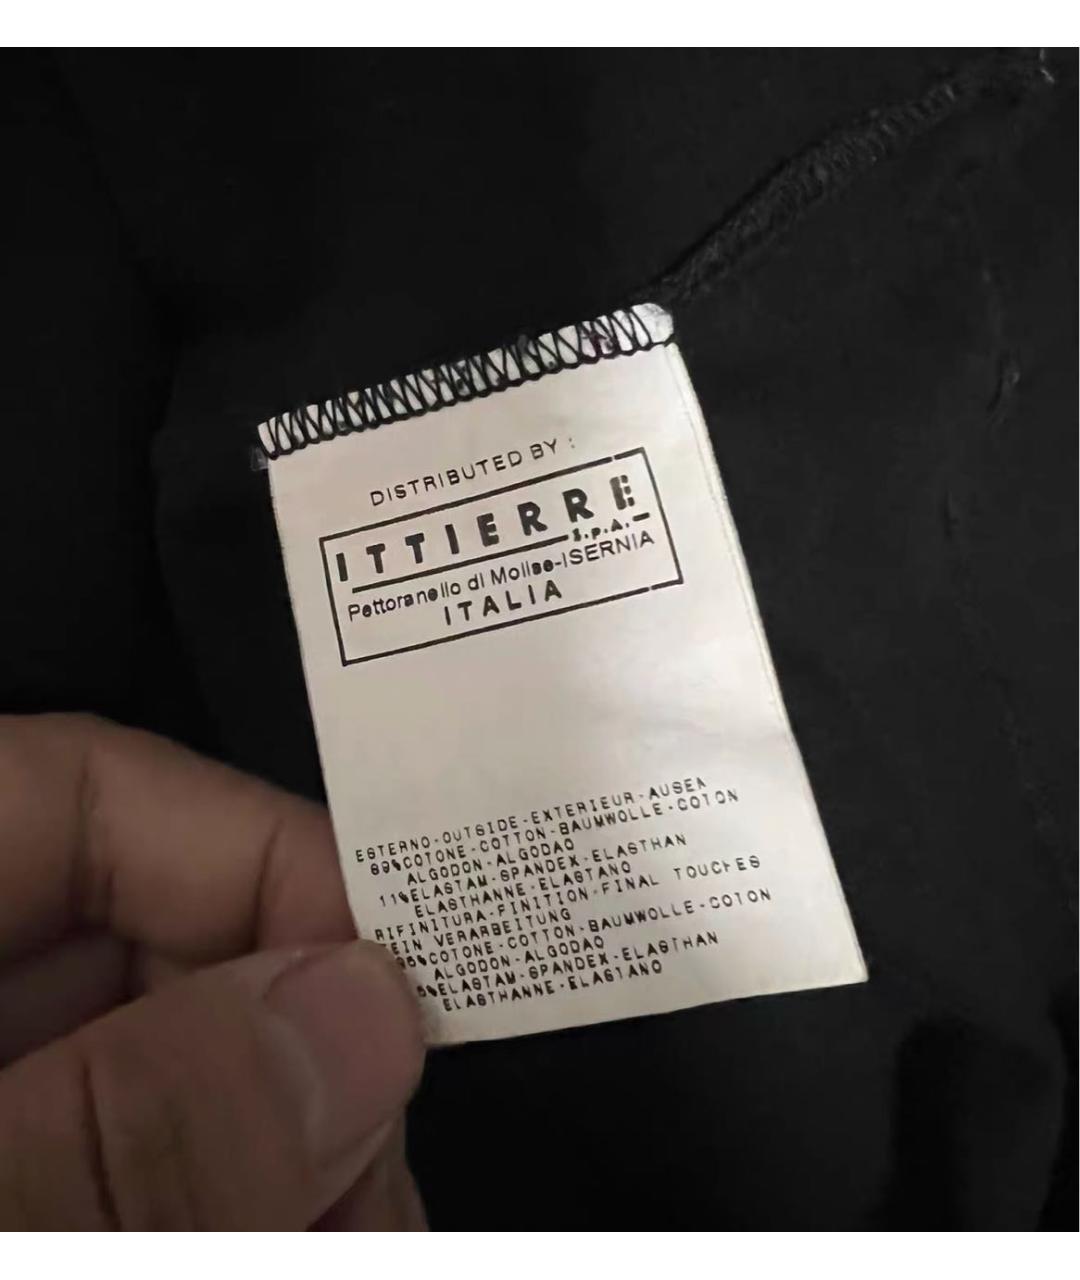 DISTRIBUTED BY :
ITTIERRE
S.p.A.
Pettoranello di Molise-ISERNIA
ITALIA
ESTERNO-OUTSIDE-EXTERIEUR-AUSEN
89%COTONE-COTTON-BAUMWOLLE-COTON
ALGODON-ALGODAO
11%ELASTAM-SPANDEX-ELASTHAN
ELASTHANNE-ELASTANO
RIFINITURA-FINITION-FINAL TOUCHES
FEIN VERARBEITUNG
95%COTONE-COTTON-BAUMWOLLE-COTON
ALGODON-ALGODAO
5%ELASTAM-SPANDEX-ELASTHAN
ELASTHANNE-ELASTANO